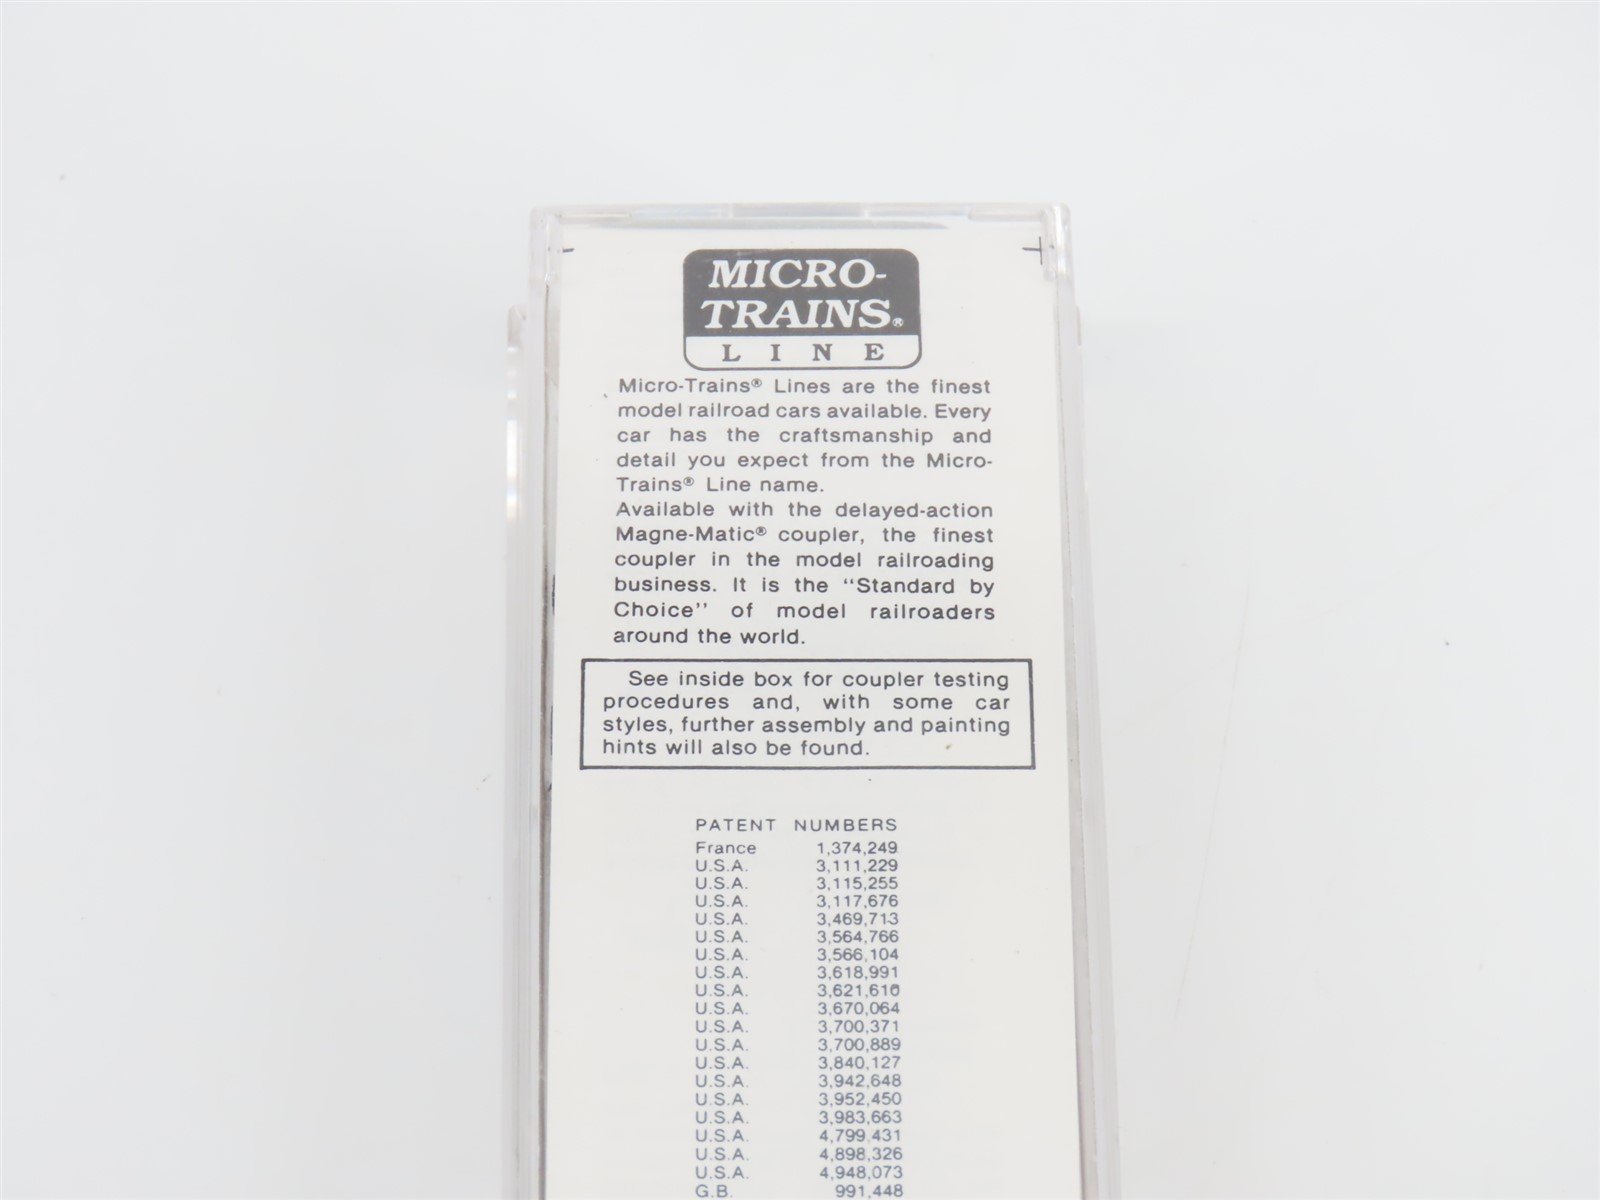 MICRO-
TRAINS®
LINE
Micro-Trains® Lines are the finest
model railroad cars available. Every
car has the craftsmanship and
detail you expect from the Micro-
Trains® Line name.
Available with the delayed-action
Magne-Matic® coupler, the finest
coupler in the model railroading
business. It is the "Standard by
Choice" of model railroaders
around the world.
See inside box for coupler testing
procedures and, with some car
styles, further assembly and painting
hints will also be found.
PATENT NUMBERS
France 1,374,249
U.S.A. 3,111,229
U.S.A. 3,115,255
U.S.A. 3,117,676
U.S.A. 3,469,713
U.S.A. 3,564,766
U.S.A. 3,566,104
U.S.A. 3,618,991
U.S.A. 3,621,610
U.S.A. 3,670,064
U.S.A. 3,700,371
U.S.A. 3,700,889
U.S.A. 3,840,127
U.S.A. 3,942,648
U.S.A. 3,952,450
U.S.A. 3,983,663
U.S.A. 4,799,431
U.S.A. 4,898,326
U.S.A. 4,948,073
G.B. 991,448